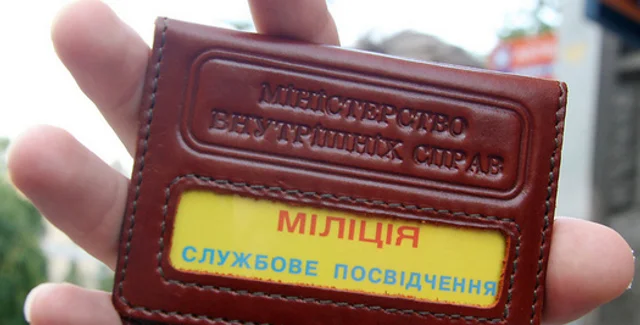 МІНІСТЕРСТВО
ВНУТРІШНІХ СПРАВ
МІЛІЦІЯ
СЛУЖБОВЕ ПОСВІДЧЕННЯ